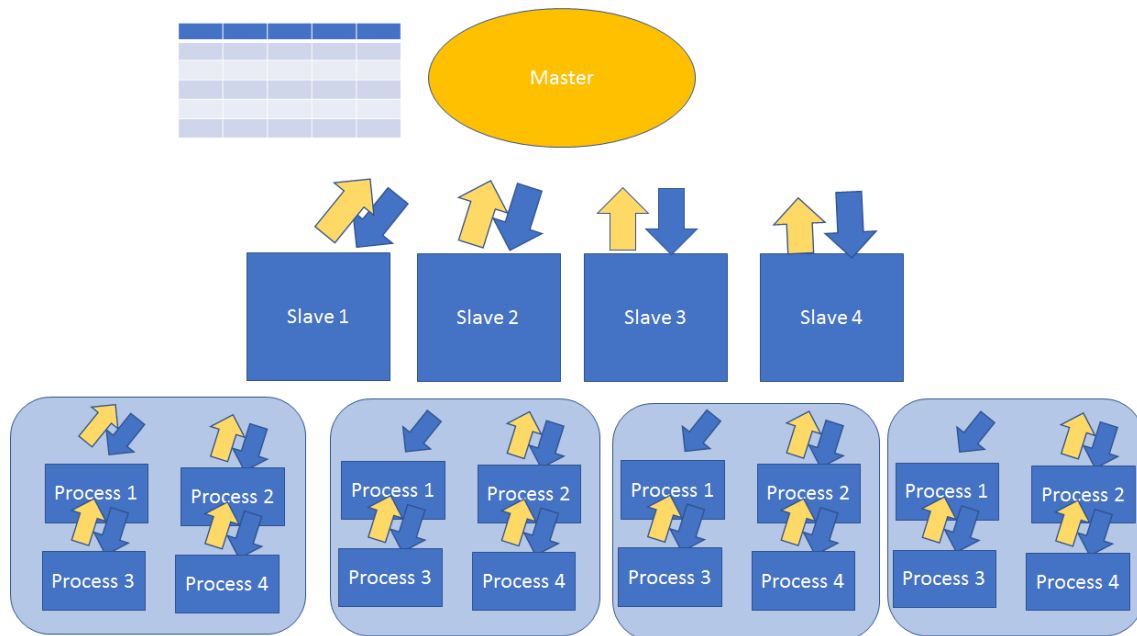 Master
Slave 1
Slave 2
Slave 3
Slave 4
Process 1
Process 2
Process 3
Process 4
Process 1
Process 2
Process 3
Process 4
Process 1
Process 2
Process 3
Process 4
Process 1
Process 2
Process 3
Process 4